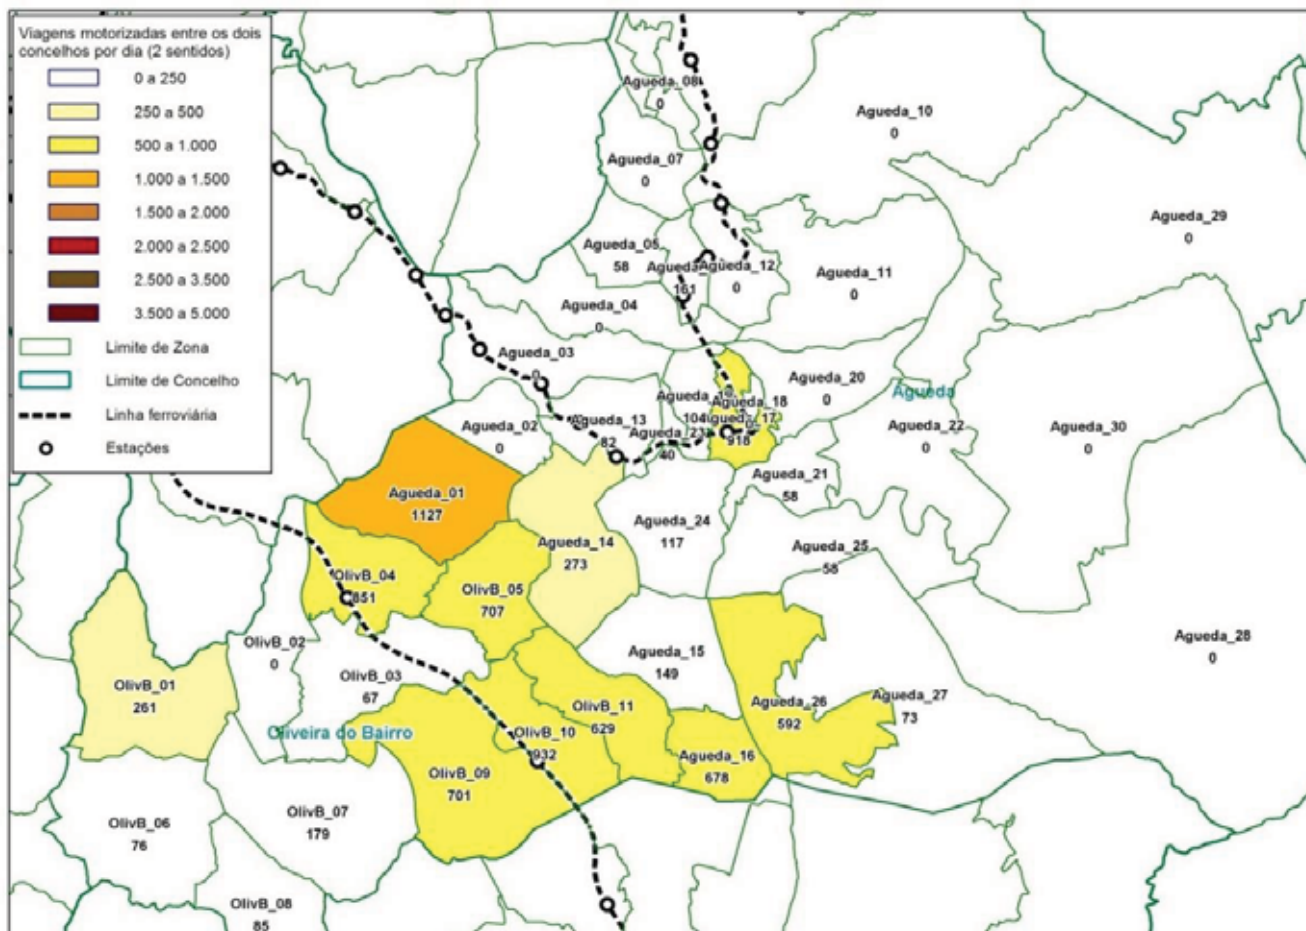 Viagens motorizadas entre os dois
concelhos por dia (2 sentidos)
0 a 250
250 a 500
500 a 1.000
1.000 a 1.500
1.500 a 2.000
2.000 a 2.500
2.500 a 3.500
3.500 a 5.000
Limite de Zona
Limite de Concelho
Linha ferroviária
Estações
Agueda_08
0
Agueda_10
0
Agueda_07
0
Agueda_29
0
Agueda_05
58
Agueda_
161
Agueda_12
0
Agueda_11
0
Agueda_04
0
Agueda_03
0
Agueda_20
0
Agueda
Agueda_18
0
104
Agueda_17
918
Agueda_02
0
Agueda_13
82
Agueda_23
40
Agueda_22
0
Agueda_30
0
Agueda_21
58
Agueda_01
1127
Agueda_24
117
Agueda_14
273
Agueda_25
58
OlivB_04
851
OlivB_05
707
OlivB_02
0
Agueda_15
149
Agueda_28
0
OlivB_01
261
OlivB_03
67
Agueda_26
592
Agueda_27
73
OlivB_11
629
Oliveira do Bairro
OlivB_10
932
Agueda_16
678
OlivB_09
701
OlivB_06
76
OlivB_07
179
OlivB_08
85